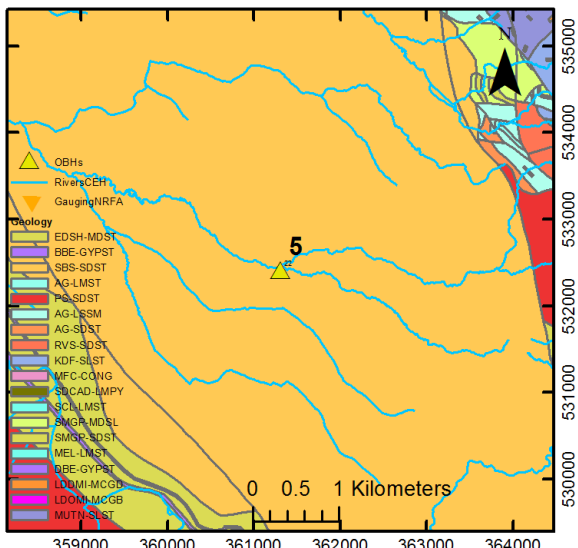 N
535000
534000
533000
532000
531000
530000
OBHs
RiversCEH
GaugingNRFA
Geology
EDSH-MDST
BBE-GYPST
SBS-SDST
AG-LMST
PS-SDST
AG-LSSM
AG-SDST
RVS-SDST
KDF-SLST
MFC-CONG
SDCAD-LMPY
SCL-LMST
SMGP-MDSL
SMGP-SDST
MEL-LMST
DBE-GYPST
LDDMI-MCGD
LDOMI-MCGB
MUTN-SLST
5
22
0 0.5 1 Kilometers
359000 360000 361000 362000 363000 364000